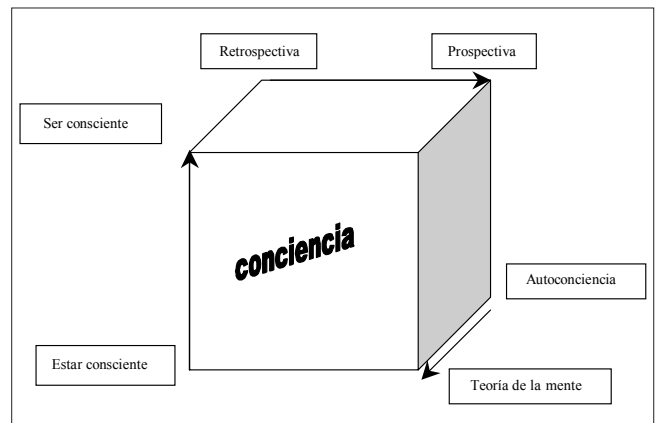 Retrospectiva
Prospectiva
Ser consciente
conciencia
Autoconciencia
Estar consciente
Teoría de la mente